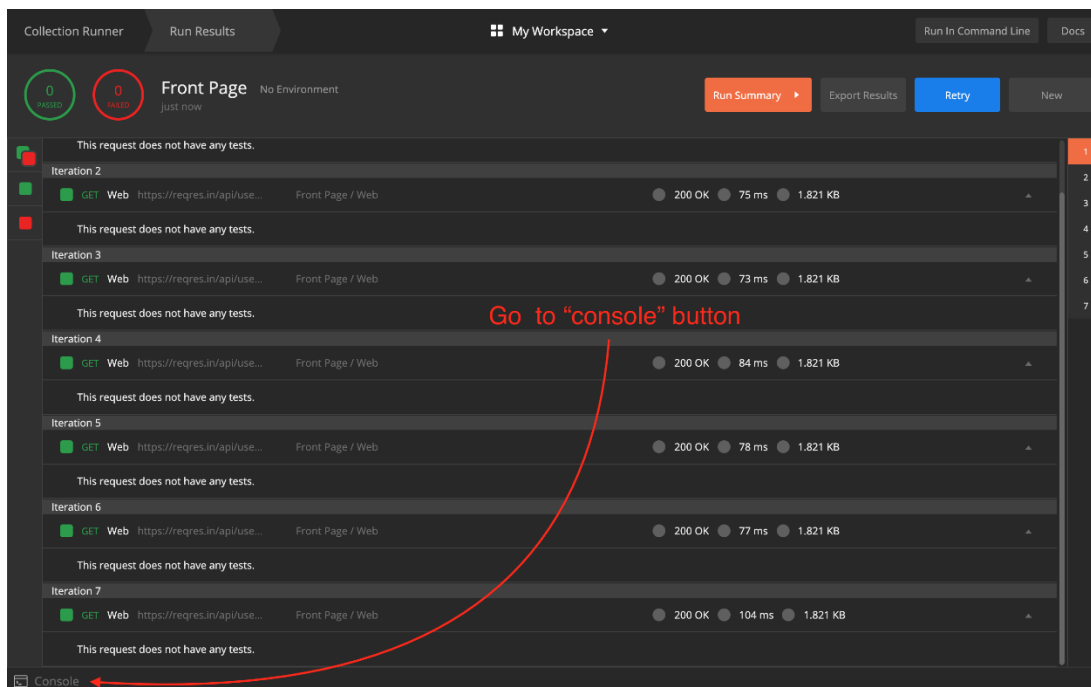 Collection Runner Run Results My Workspace Run In Command Line Docs
0 PASSED 0 FAILED Front Page No Environment Run Summary Export Results Retry New
just now
This request does not have any tests. 1
Iteration 2 2
GET Web https://reqres.in/api/use... Front Page / Web 200 OK 75 ms 1.821 KB
3
This request does not have any tests. 4
Iteration 3 5
GET Web https://reqres.in/api/use... Front Page / Web 200 OK 73 ms 1.821 KB 6
This request does not have any tests. 7
Go to “console” button
Iteration 4
GET Web https://reqres.in/api/use... Front Page / Web 200 OK 84 ms 1.821 KB
This request does not have any tests.
Iteration 5
GET Web https://reqres.in/api/use... Front Page / Web 200 OK 78 ms 1.821 KB
This request does not have any tests.
Iteration 6
GET Web https://reqres.in/api/use... Front Page / Web 200 OK 77 ms 1.821 KB
This request does not have any tests.
Iteration 7
GET Web https://reqres.in/api/use... Front Page / Web 200 OK 104 ms 1.821 KB
This request does not have any tests.
Console